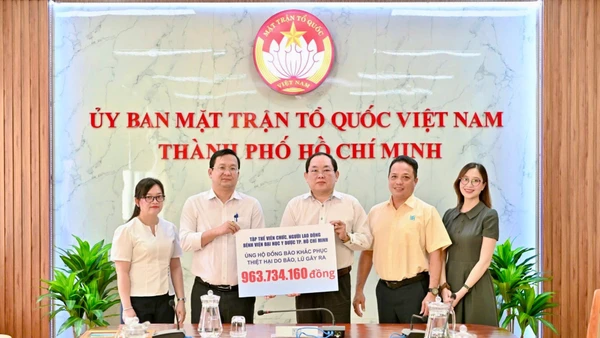 MẶT TRẬN TỔ QUỐC
VIỆT NAM
ỦY BAN MẶT TRẬN TỔ QUỐC VIỆT NAM
THÀNH PHỐ HỒ CHÍ MINH
TẬP THỂ VIÊN CHỨC, NGƯỜI LAO ĐỘNG
BỆNH VIỆN ĐẠI HỌC Y DƯỢC TP. HỒ CHÍ MINH
ỦNG HỘ ĐỒNG BÀO KHẮC PHỤC
THIỆT HẠI DO BÃO, LŨ GÂY RA
963.734.160 đồng